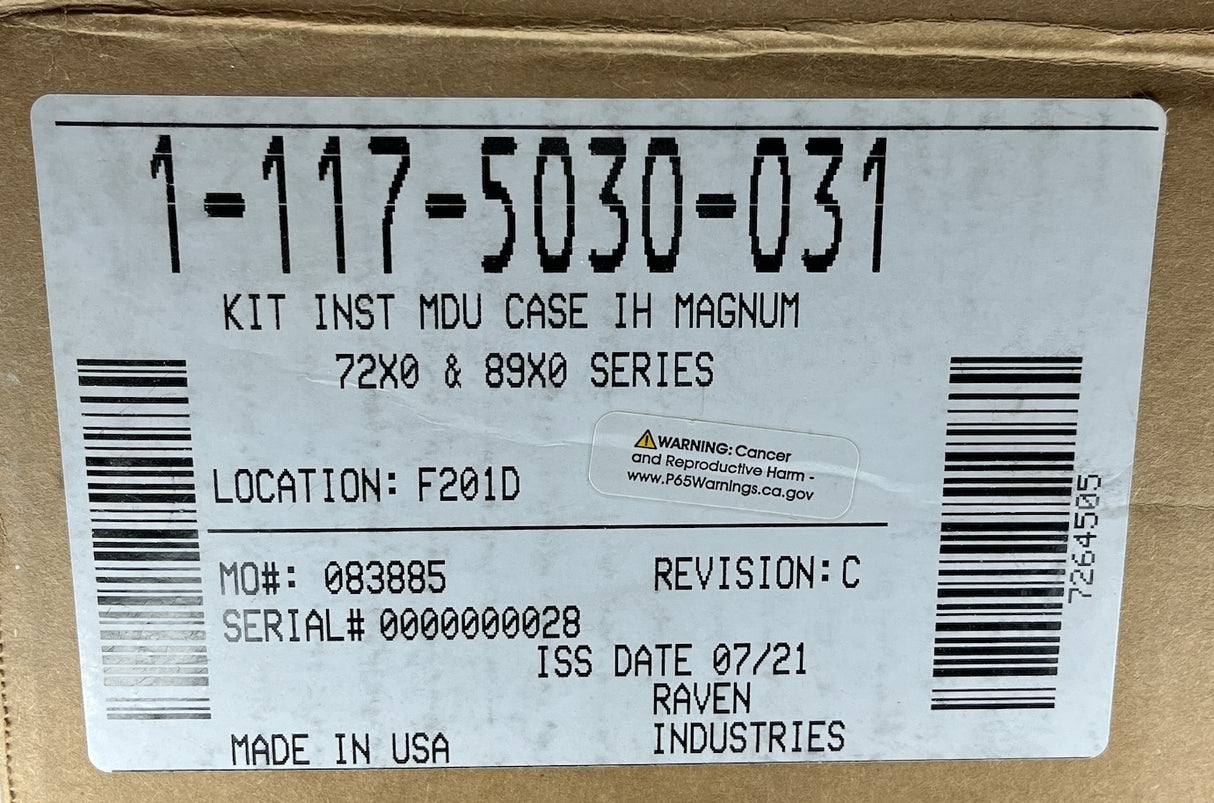 1-117-5030-031
KIT INST MDU CASE IH MAGNUM
72X0 & 89X0 SERIES
WARNING: Cancer
and Reproductive Harm -
www.P65Warnings.ca.gov
LOCATION: F201D
7264505
MO#: 083885
REVISION: C
SERIAL# 0000000028
ISS DATE 07/21
RAVEN
INDUSTRIES
MADE IN USA